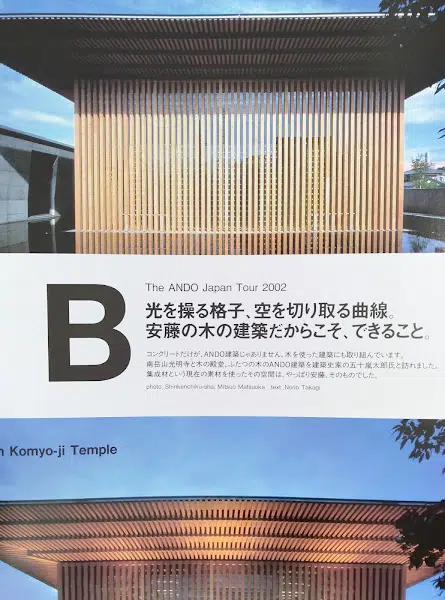 B
The ANDO Japan Tour 2002
光を操る格子、空を切り取る曲線。
安藤の木の建築だからこそ、できること。
コンクリートだけが、ANDO建築じゃありません。木を使った建築にも取り組んでいます。
南岳山光明寺と木の殿堂、ふたつの木のANDO建築を建築史家の五十嵐太郎氏と訪れました。
集成材という現在の素材を使ったその空間は、やっぱり安藤、そのものでした。
photo: Shinkenchiku-sha, Mitsuo Matsuoka text: Norio Takagi
n Komyo-ji Temple